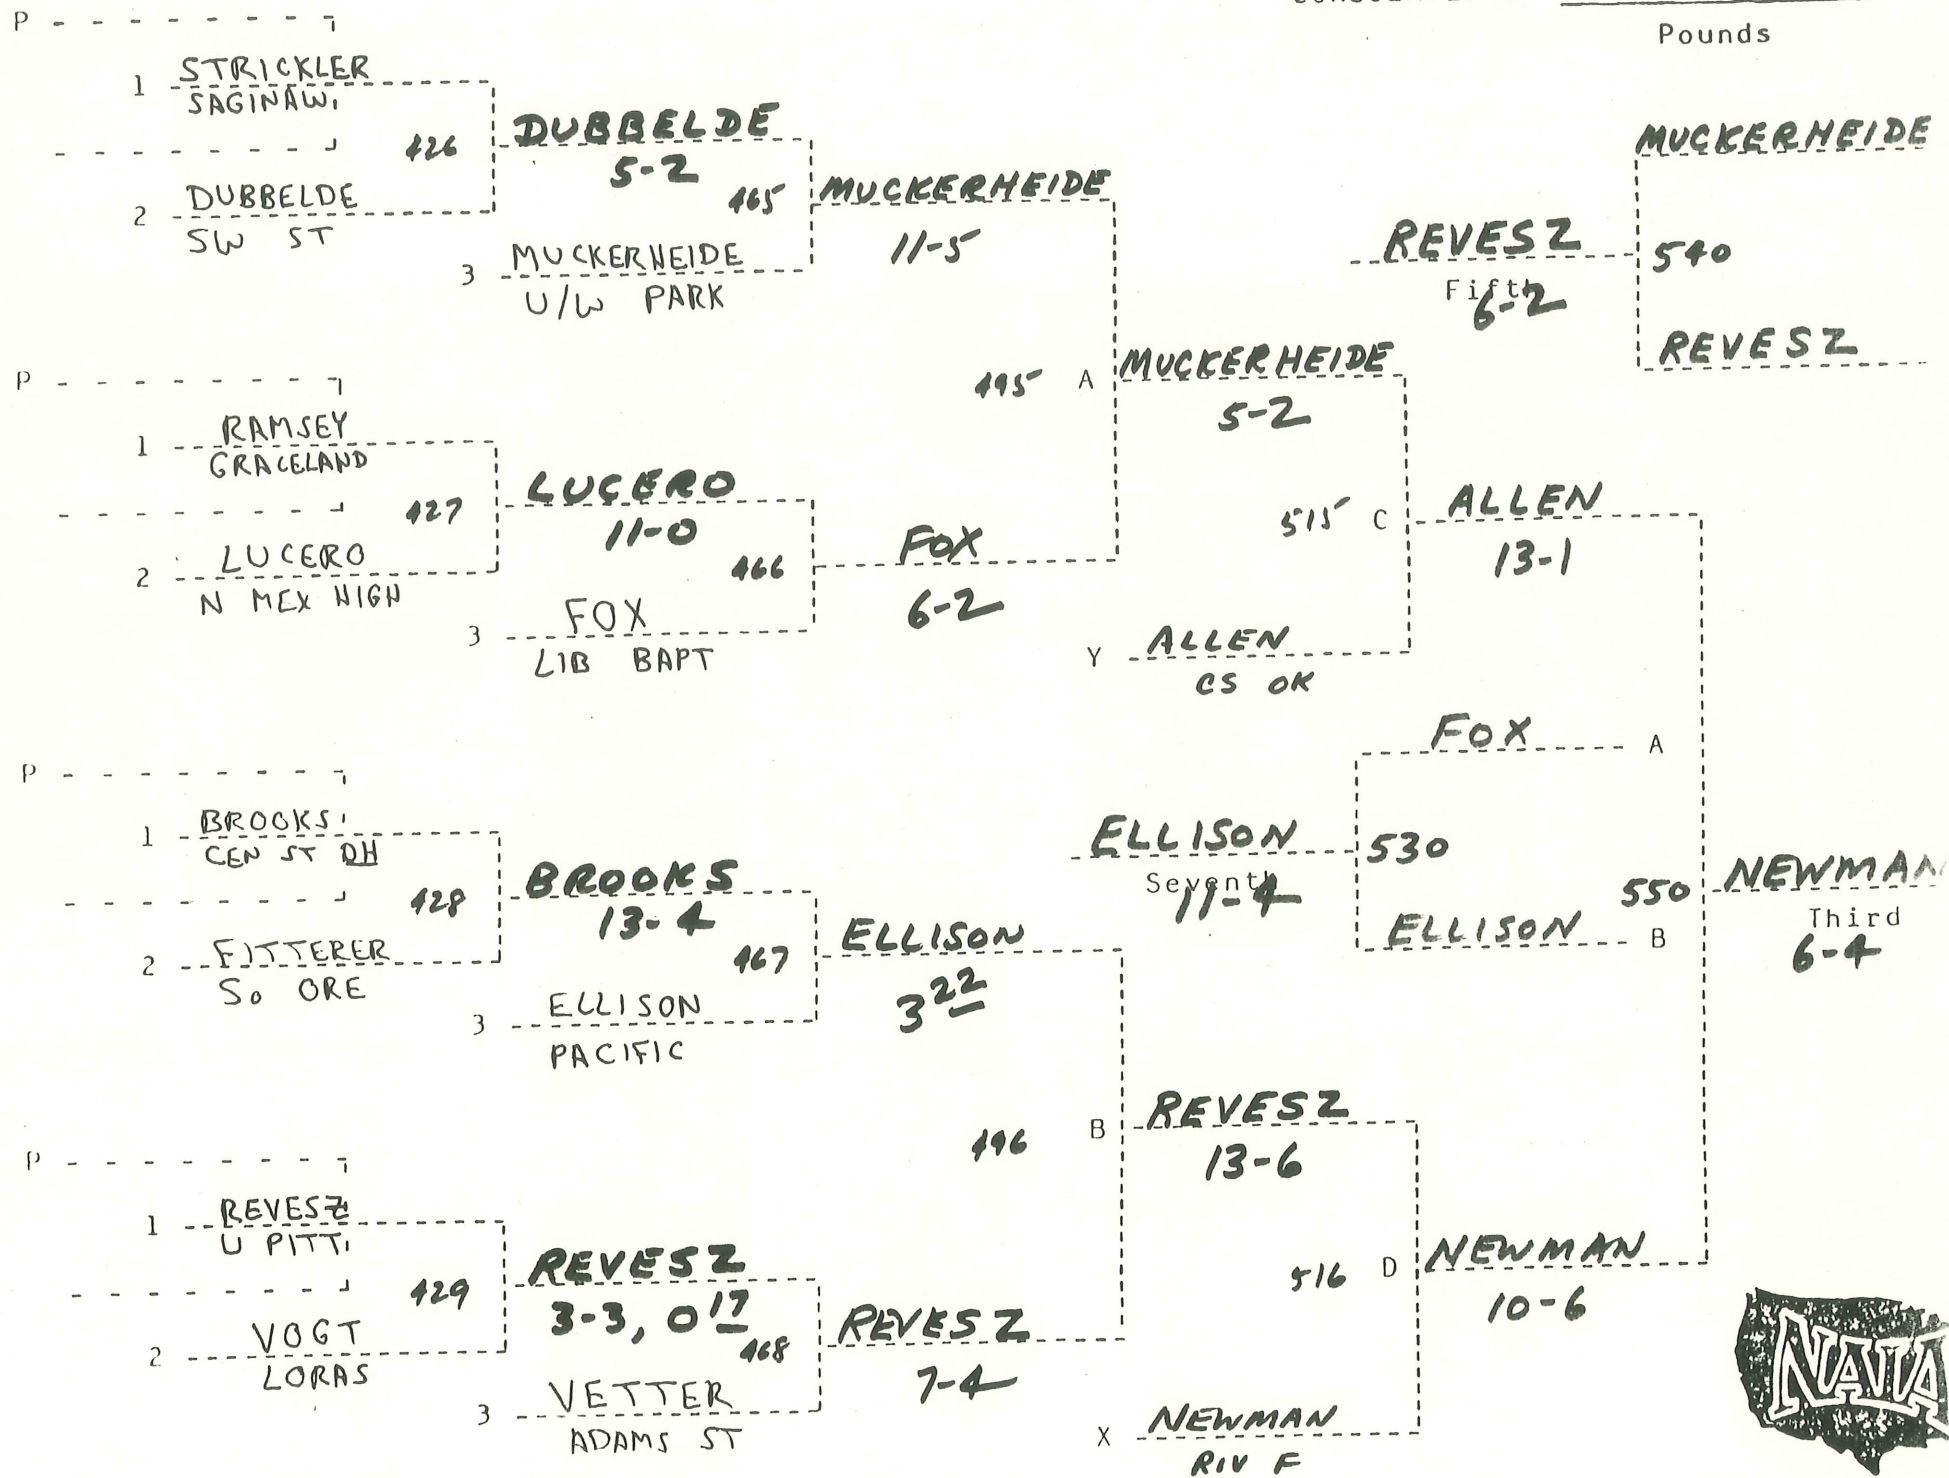 Pounds
P
1 STRICKLER
SAGINAW.
426
2 DUBBELDE
SW ST
DUBBELDE
5-2
465
3 MUCKERHEIDE
U/W PARK
MUCKERHEIDE
11-5
P
1 RAMSEY
GRACELAND
427
2 LUCERO
N MEX HIGH
LUCERO
11-0
466
3 FOX
LIB BAPT
FOX
6-2
495 A
MUCKERHEIDE
5-2
515 C
Y ALLEN
CS OK
ALLEN
13-1
MUCKERHEIDE
REVESZ
540
Fifth
6-2
REVESZ
P
1 BROOKS
CEN ST OH
428
2 FITTERER
So ORE
BROOKS
13-4
467
3 ELLISON
PACIFIC
ELLISON
3 22
FOX A
ELLISON
530
Seventh
11-4
ELLISON B
550
NEWMAN
Third
6-4
P
1 REVESZ
U PITT.
429
2 VOGT
LORAS
REVESZ
3-3, 0 17
468
3 VETTER
ADAMS ST
REVESZ
7-4
496 B
REVESZ
13-6
516 D
X NEWMAN
RIV F
NEWMAN
10-6
NAIA